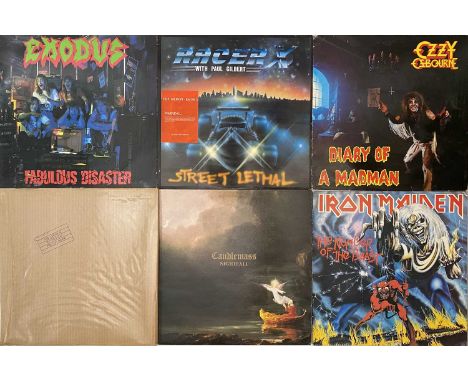 EXODUS
FABULOUS DISASTER
RACER X
WITH PAUL GILBERT
WARNING...
STREET LETHAL
OZZY
OSBOURNE
DIARY OF
A MADMAN
Candlemass
NIGHTFALL
IRON MAIDEN
THE NUMBER
OF THE BEAST